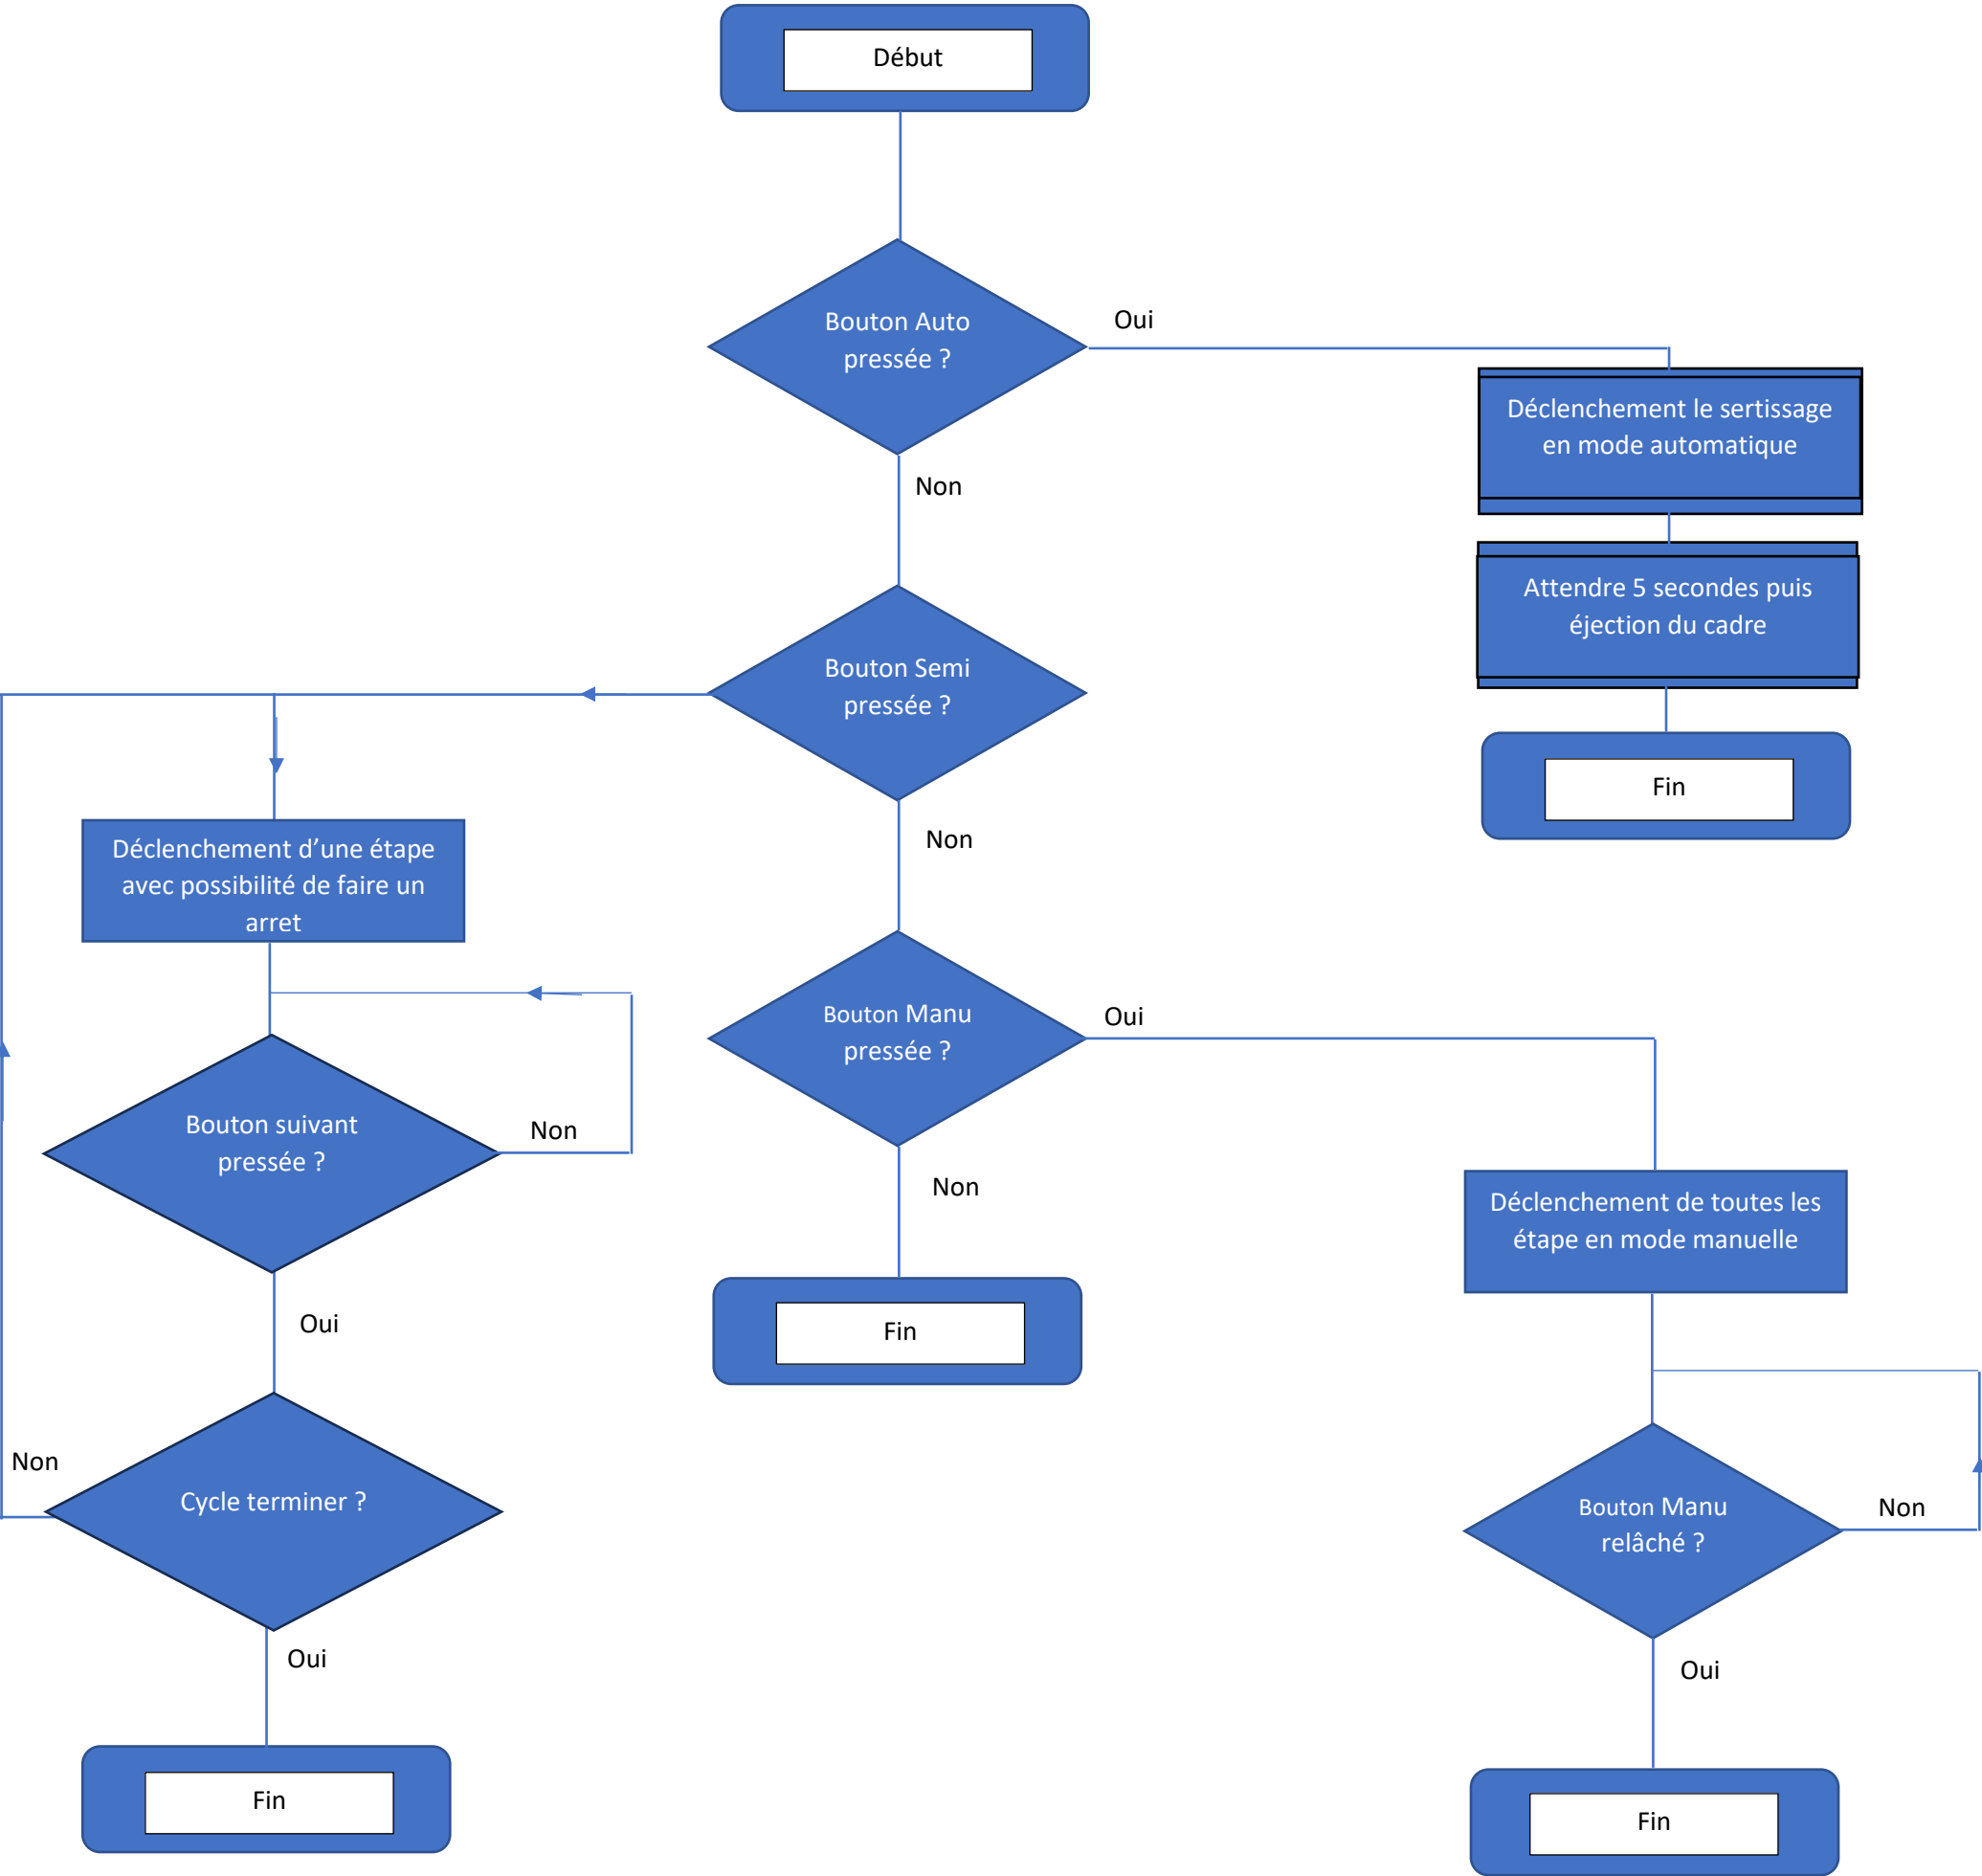 Début
Bouton Auto
pressée ?
Oui
Déclenchement le sertissage
en mode automatique
Non
Attendre 5 secondes puis
éjection du cadre
Bouton Semi
pressée ?
Fin
Non
Déclenchement d’une étape
avec possibilité de faire un
arret
Bouton Manu
pressée ?
Oui
Bouton suivant
pressée ?
Non
Non
Déclenchement de toutes les
étape en mode manuelle
Oui
Fin
Non
Cycle terminer ?
Bouton Manu
relâché ?
Non
Oui
Oui
Fin
Fin